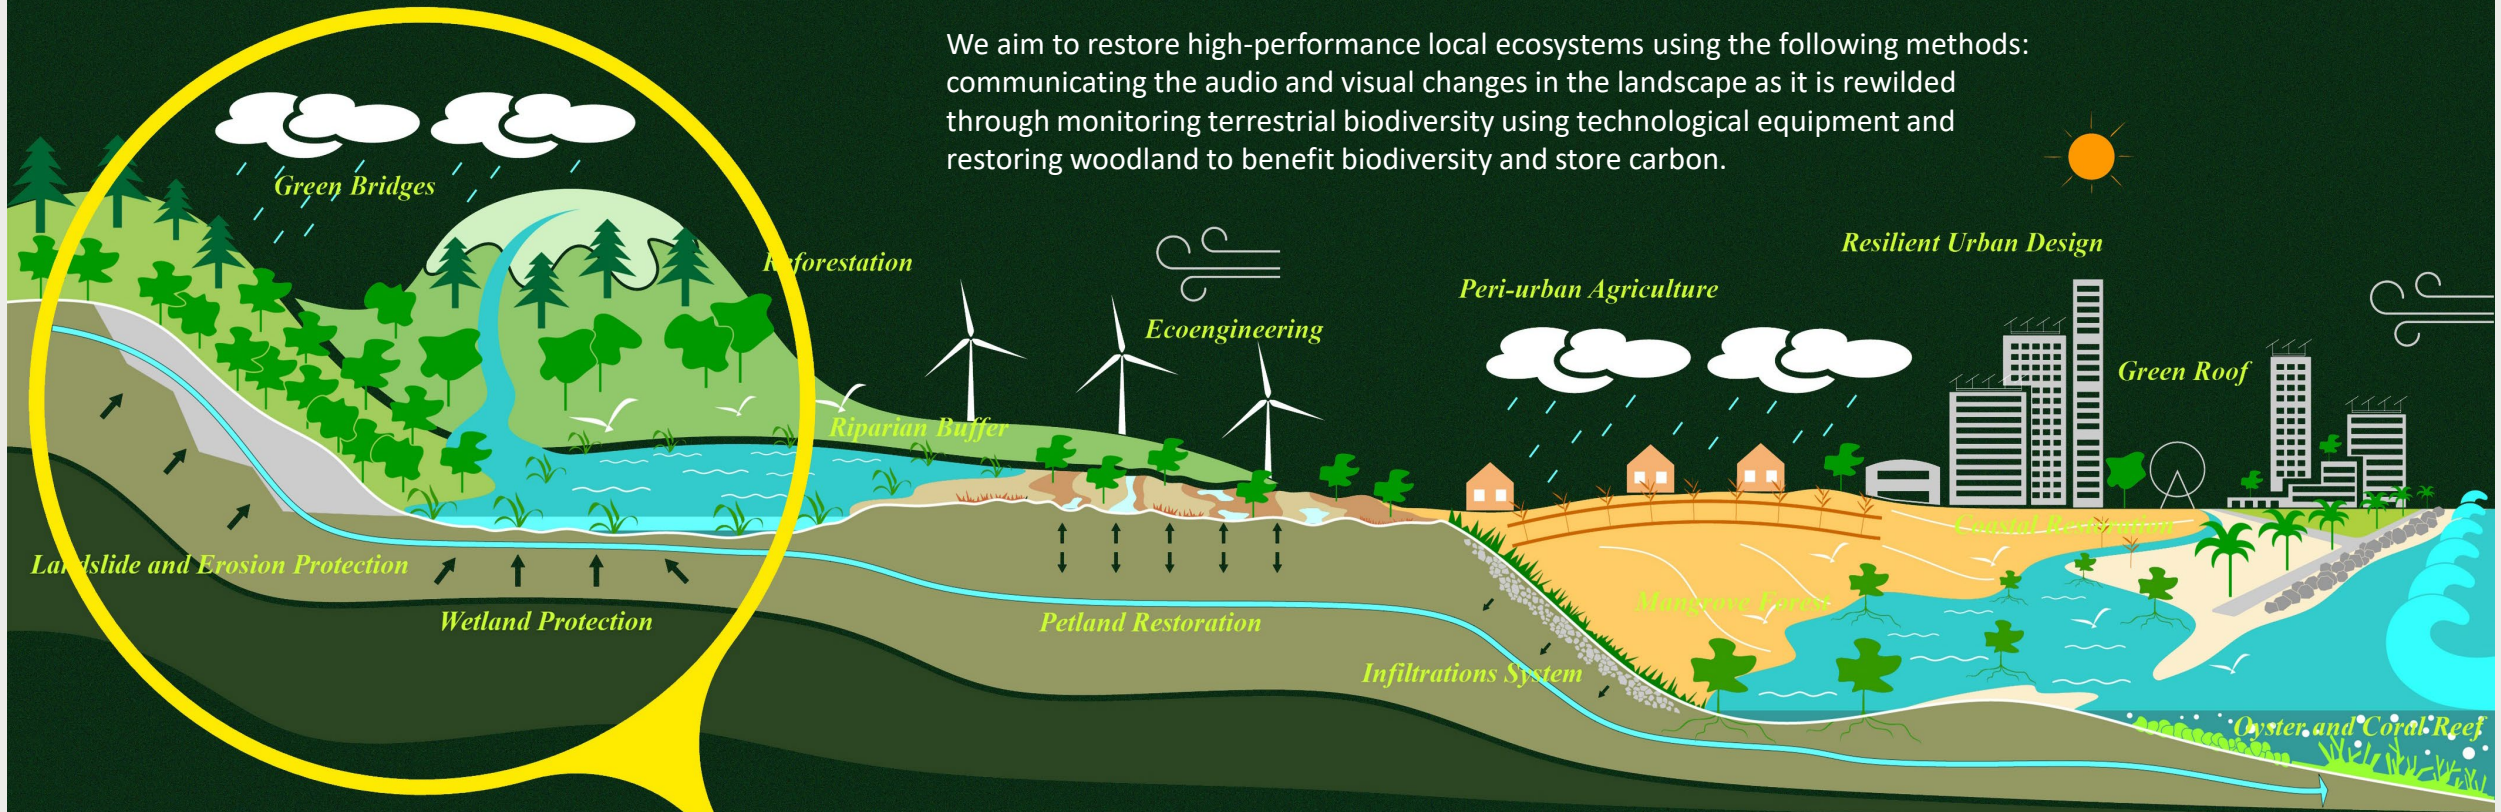 We aim to restore high-performance local ecosystems using the following methods:
communicating the audio and visual changes in the landscape as it is rewilded
through monitoring terrestrial biodiversity using technological equipment and
restoring woodland to benefit biodiversity and store carbon.
Green Bridges
Reforestation
Resilient Urban Design
Peri-urban Agriculture
Ecoengineering
Green Roof
Riparian Buffer
Coastal Restoration
Landslide and Erosion Protection
Mangrove Forest
Wetland Protection
Petland Restoration
Infiltrations System
Oyster and Coral Reef